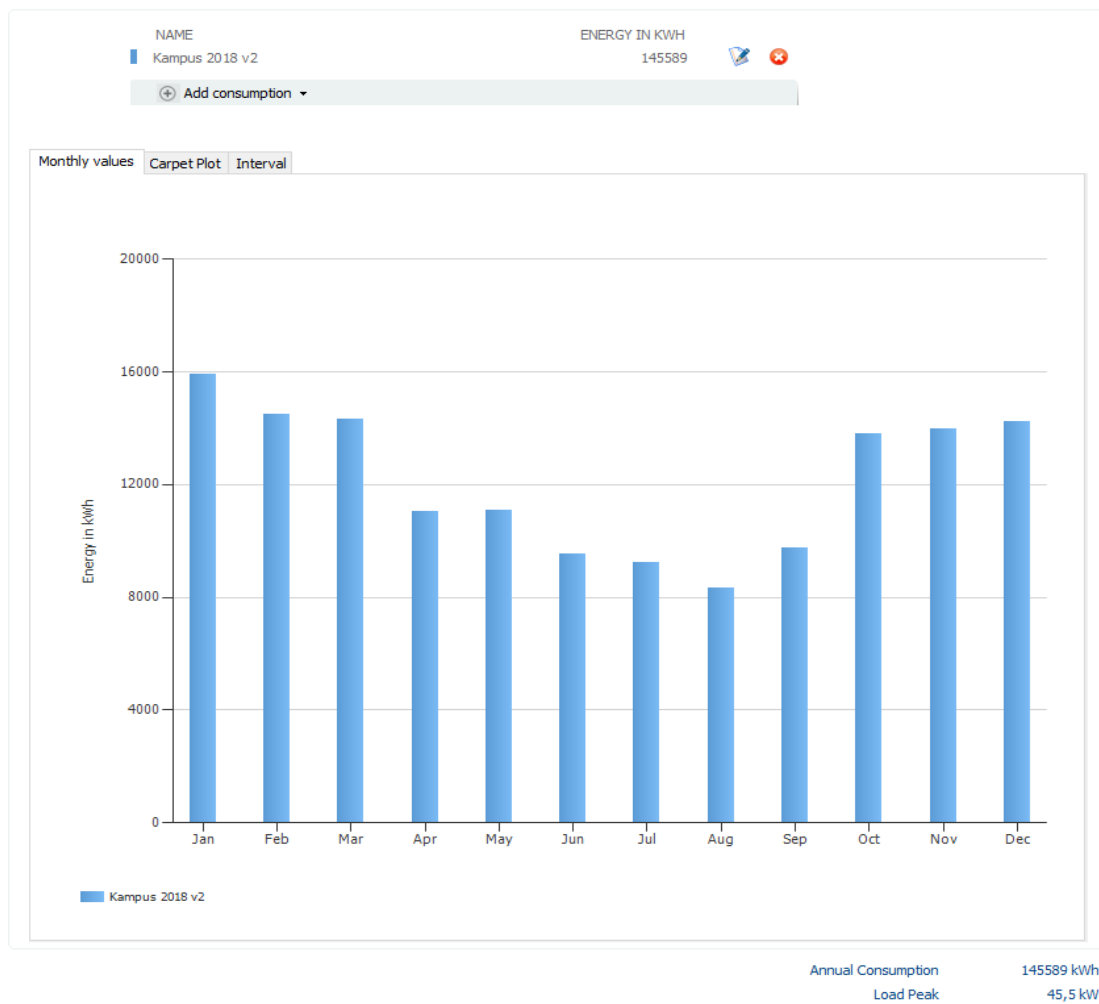 NAME ENERGY IN KWH
Kampus 2018 v2 145589
Add consumption
Monthly values Carpet Plot Interval
20000
16000
12000
8000
4000
0
Energy in kWh
Jan Feb Mar Apr May Jun Jul Aug Sep Oct Nov Dec
Kampus 2018 v2
Annual Consumption 145589 kWh
Load Peak 45,5 kW